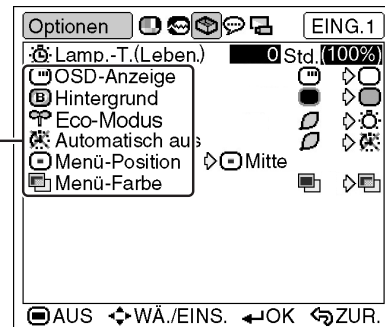 Optionen ING.1
Lamp.-T.(Leben.) 0 Std.(100%)
OSD-Anzeige
B Hintergrund
Eco-Modus
Automatisch aus
Menü-Position Mitte
Menü-Farbe
AUS WÄ./EINS. OK ZUR.